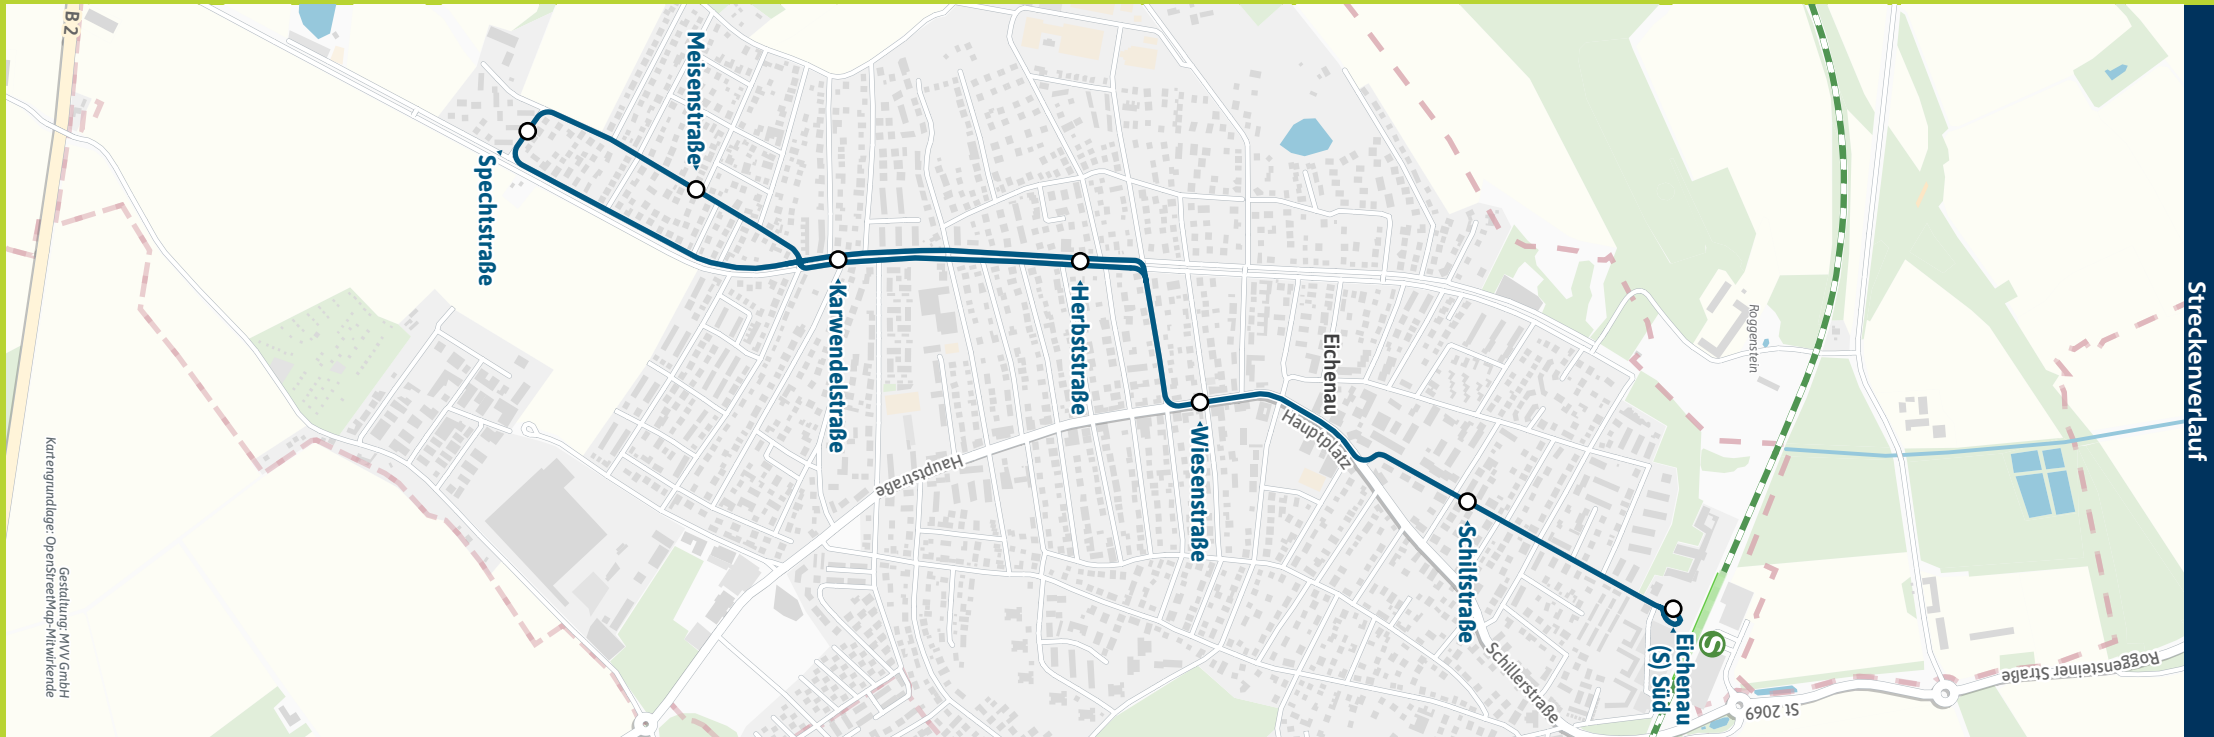 Streckenverlauf
B 2
Meisenstraße
Spechtstraße
Karwendelstraße
Herbststraße
Wiesenstraße
Eichenau
Hauptplatz
Hauptstraße
Schilfstraße
Schillerstraße
Eichenau
(S) Süd
S
Roggenstein
Roggensteiner Straße
St 2069
Gestaltung: MVV GmbH
Kartengrundlage: OpenStreetMap-Mitwirkende